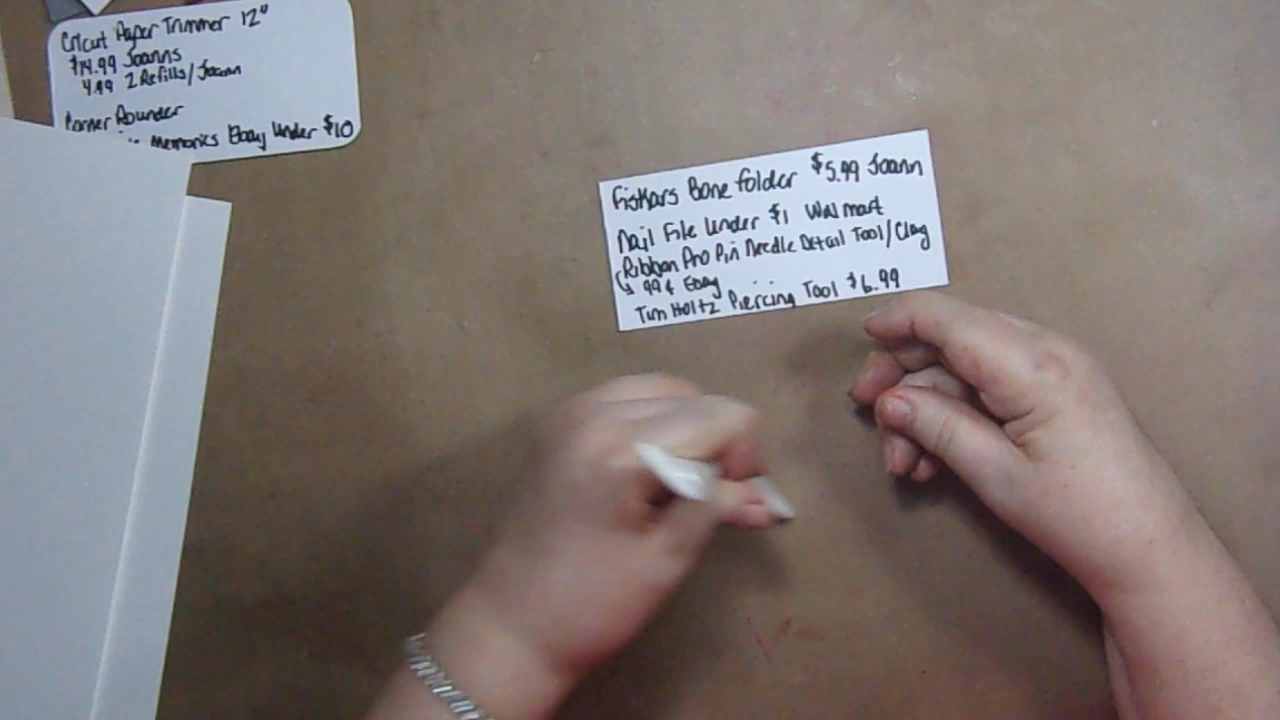 Cricut Paper Trimmer 12"
$14.99 Joanns
4.99 2 Refills/Joann
Corner Rounder
Memories Ebay Under $10
Fiskars Bone folder $5.99 Joann
Nail File Under $1 Walmart
Ribbon Pro Pin Needle Detail Tool/Clay
99¢ Ebay
Tim Holtz Piercing Tool $6.99